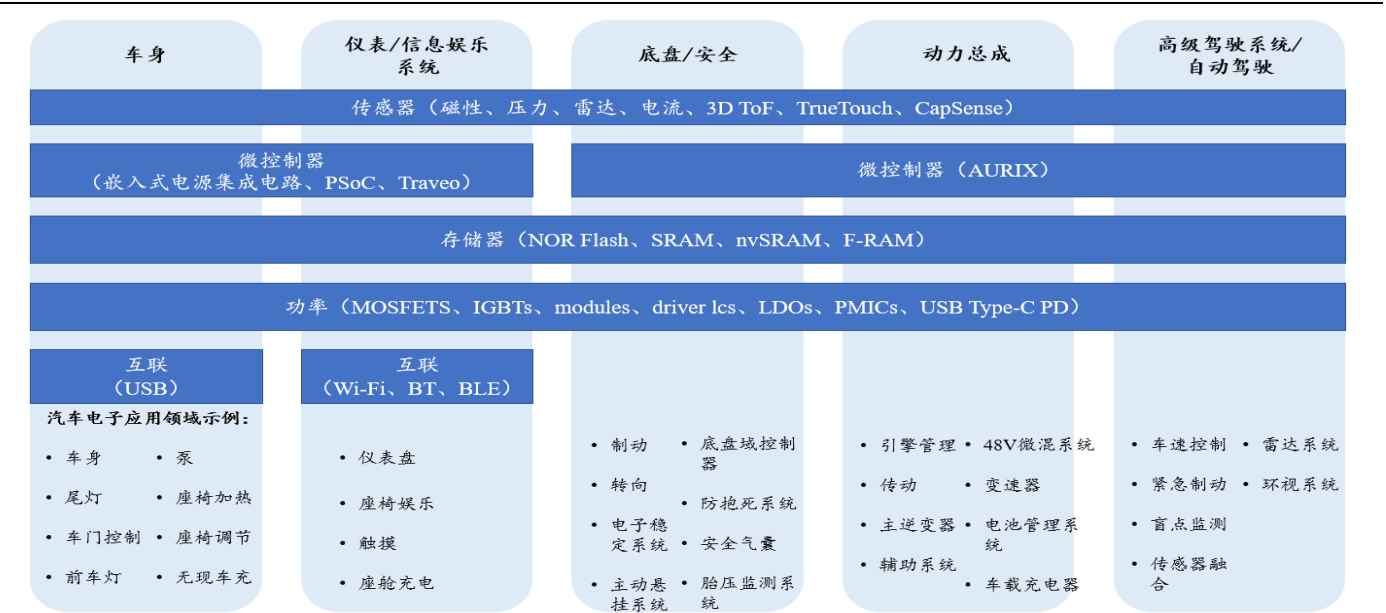 车身
仪表/信息娱乐
系统
底盘/安全
动力总成
高级驾驶系统/
自动驾驶
传感器（磁性、压力、雷达、电流、3D ToF、TrueTouch、CapSense）
微控制器
（嵌入式电源集成电路、PSoC、Traveo）
微控制器（AURIX）
存储器（NOR Flash、SRAM、nvSRAM、F-RAM）
功率（MOSFETS、IGBTs、modules、driver lcs、LDOs、PMICs、USB Type-C PD）
互联
（USB）
互联
（Wi-Fi、BT、BLE）
汽车电子应用领域示例：
• 车身
• 尾灯
• 车门控制
• 前车灯
• 泵
• 座椅加热
• 座椅调节
• 无现车充
• 仪表盘
• 座椅娱乐
• 触摸
• 座舱充电
• 制动
• 转向
• 电子稳
定系统
• 主动悬
挂系统
• 底盘域控制
器
• 防抱死系统
• 安全气囊
• 胎压监测系
统
• 引擎管理
• 传动
• 主逆变器
• 辅助系统
• 48V微混系统
• 变速器
• 电池管理系
统
• 车载充电器
• 车速控制
• 紧急制动
• 盲点监测
• 传感器融
合
• 雷达系统
• 环视系统